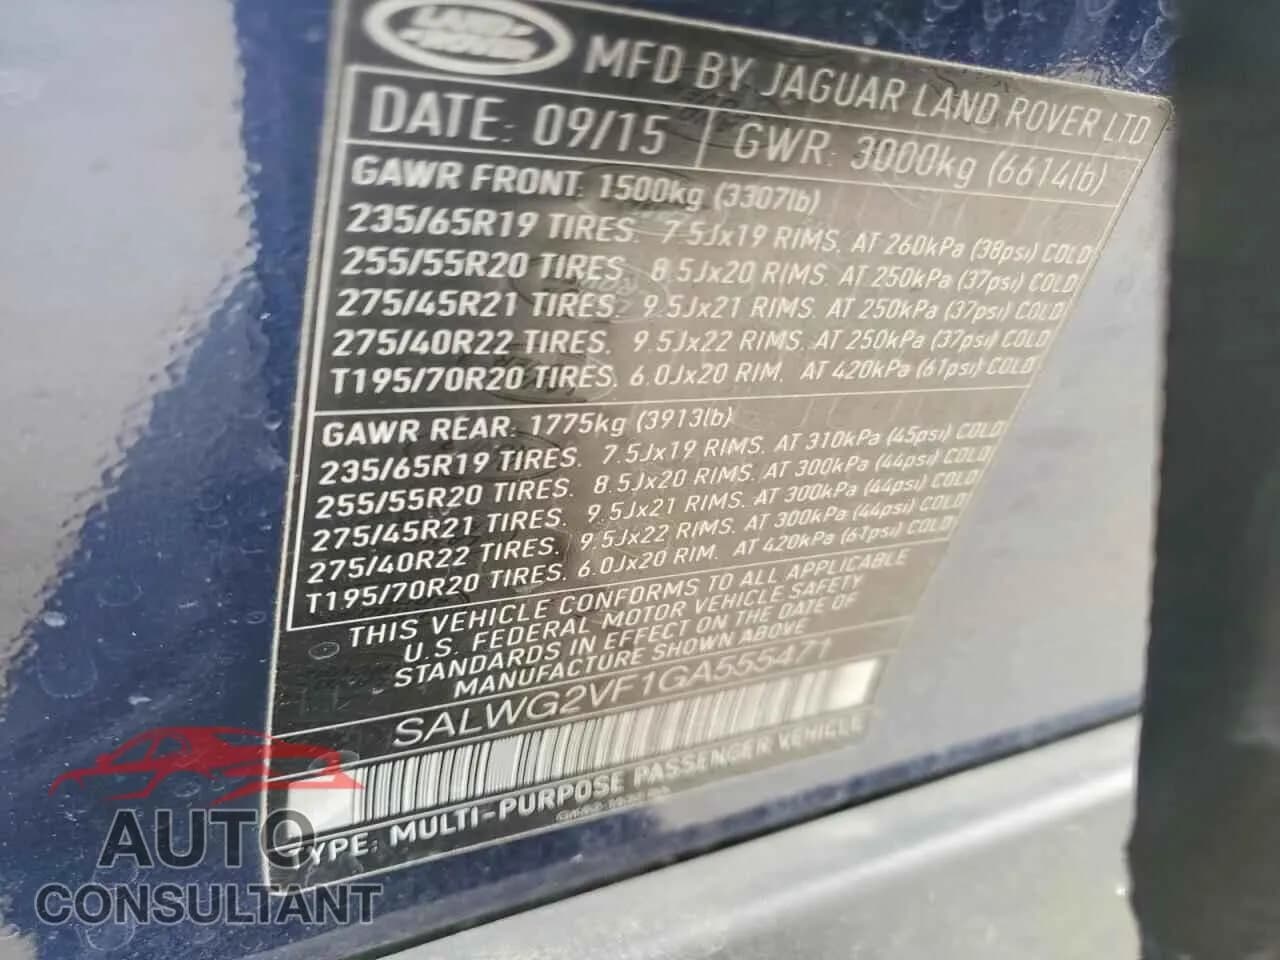 LAND ROVER
MFD BY JAGUAR LAND ROVER LTD
DATE: 09/15 | GWR: 3000kg (6614lb)
GAWR FRONT: 1500kg (3307lb)
235/65R19 TIRES. 7.5Jx19 RIMS. AT 260kPa (38psi) COLD
255/55R20 TIRES. 8.5Jx20 RIMS. AT 250kPa (37psi) COLD
275/45R21 TIRES. 9.5Jx21 RIMS. AT 250kPa (37psi) COLD
275/40R22 TIRES. 9.5Jx22 RIMS. AT 250kPa (37psi) COLD
T195/70R20 TIRES. 6.0Jx20 RIM. AT 420kPa (61psi) COLD
GAWR REAR: 1775kg (3913lb)
235/65R19 TIRES. 7.5Jx19 RIMS. AT 310kPa (45psi) COLD
255/55R20 TIRES. 8.5Jx20 RIMS. AT 300kPa (44psi) COLD
275/45R21 TIRES. 9.5Jx21 RIMS. AT 300kPa (44psi) COLD
275/40R22 TIRES. 9.5Jx22 RIMS. AT 300kPa (44psi) COLD
T195/70R20 TIRES. 6.0Jx20 RIM. AT 420kPa (61psi) COLD
THIS VEHICLE CONFORMS TO ALL APPLICABLE
U.S. FEDERAL MOTOR VEHICLE SAFETY
STANDARDS IN EFFECT ON THE DATE OF
MANUFACTURE SHOWN ABOVE
SALWG2VF1GA555471
TYPE: MULTI-PURPOSE PASSENGER VEHICLE
AUTO
CONSULTANT